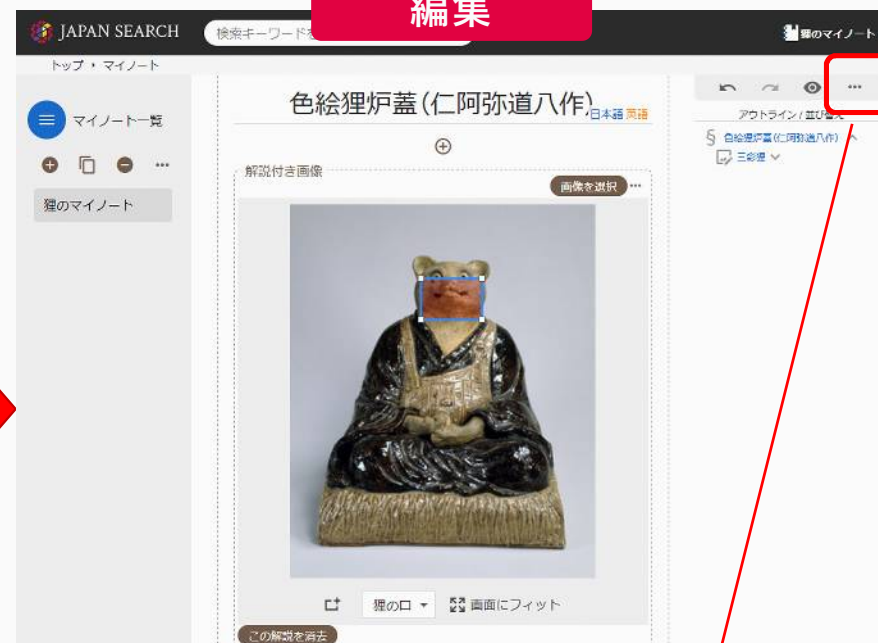 編集
JAPAN SEARCH
検索キーワードを
狸のマイノート
トップ・マイノート
マイノート一覧
狸のマイノート
色絵狸炉蓋(仁阿弥道八作)
日本語 英語
解説付き画像
画像を選択
狸の口
画面にフィット
この解説を消去
アウトライン / 並び替え
§ 色絵狸炉蓋(仁阿弥道八作)
三彩狸